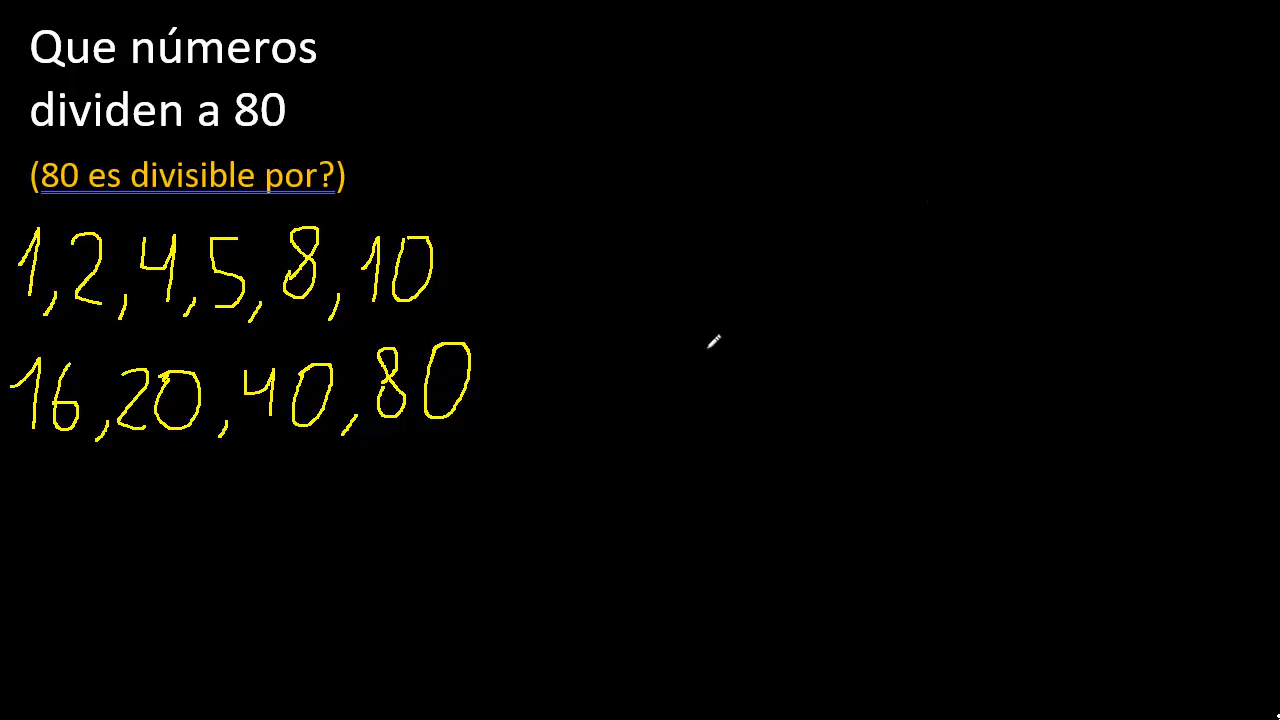 Que números
dividen a 80
(80 es divisible por?)
1,2,4,5,8,10
16,20,40,80